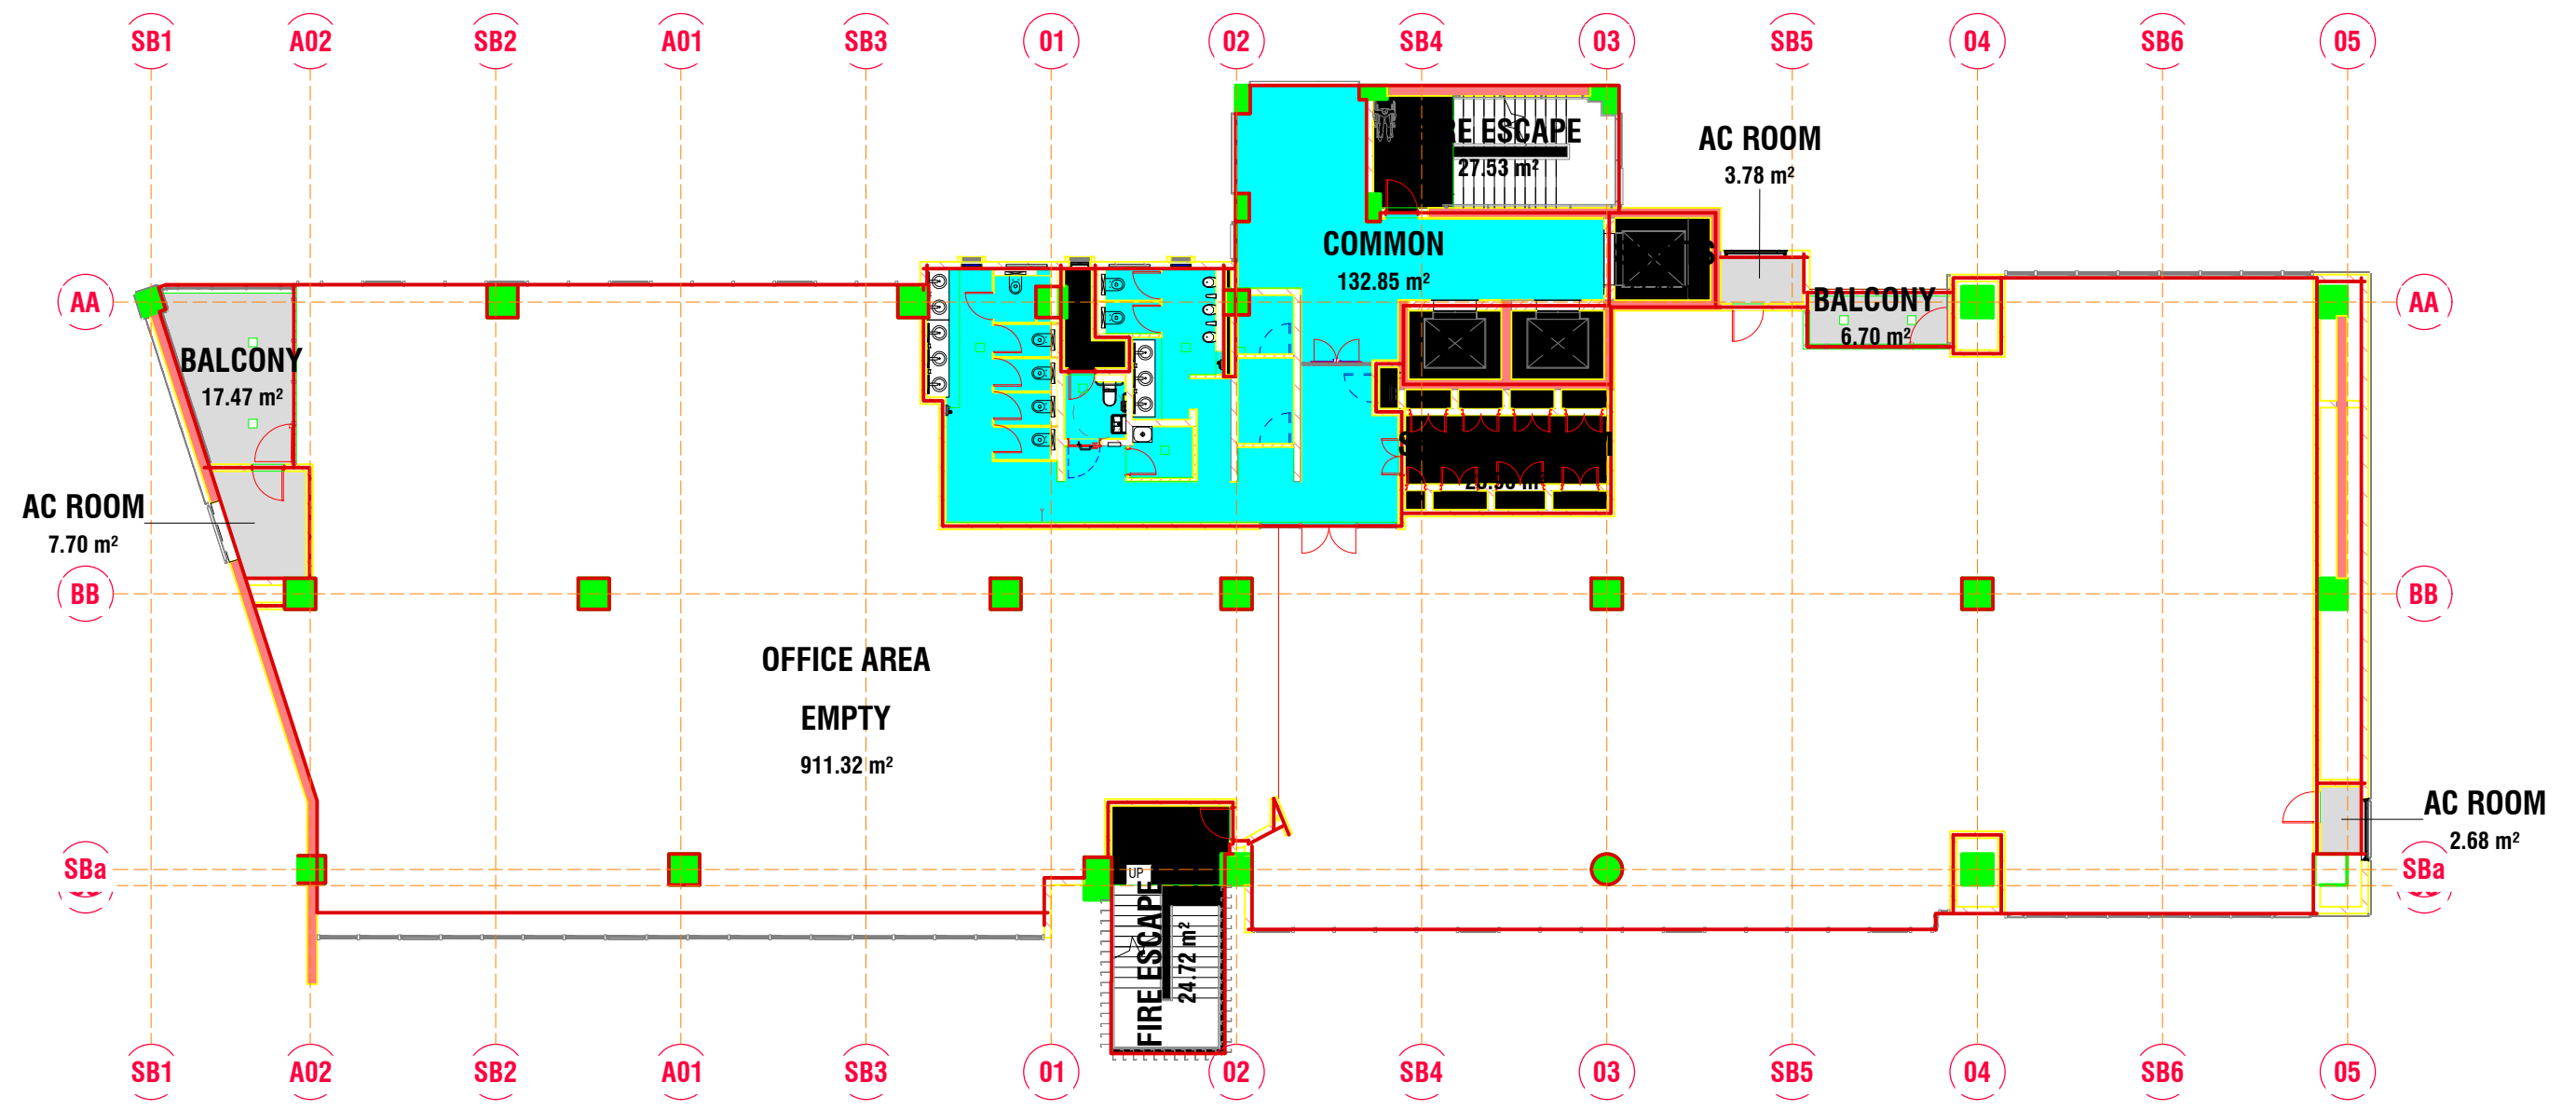 SB1 A02 SB2 A01 SB3 01 02 SB4 03 SB5 04 SB6 05
ESCAPE
27.53 m²
AC ROOM
3.78 m²
COMMON
132.85 m²
AA
AA
BALCONY
6.70 m²
BALCONY
17.47 m²
AC ROOM
7.70 m²
BB
BB
OFFICE AREA
EMPTY
911.32 m²
AC ROOM
2.68 m²
SBa
SBa
UP
FIRE ESCAPE
24.72 m²
SB1 A02 SB2 A01 SB3 01 02 SB4 03 SB5 04 SB6 05